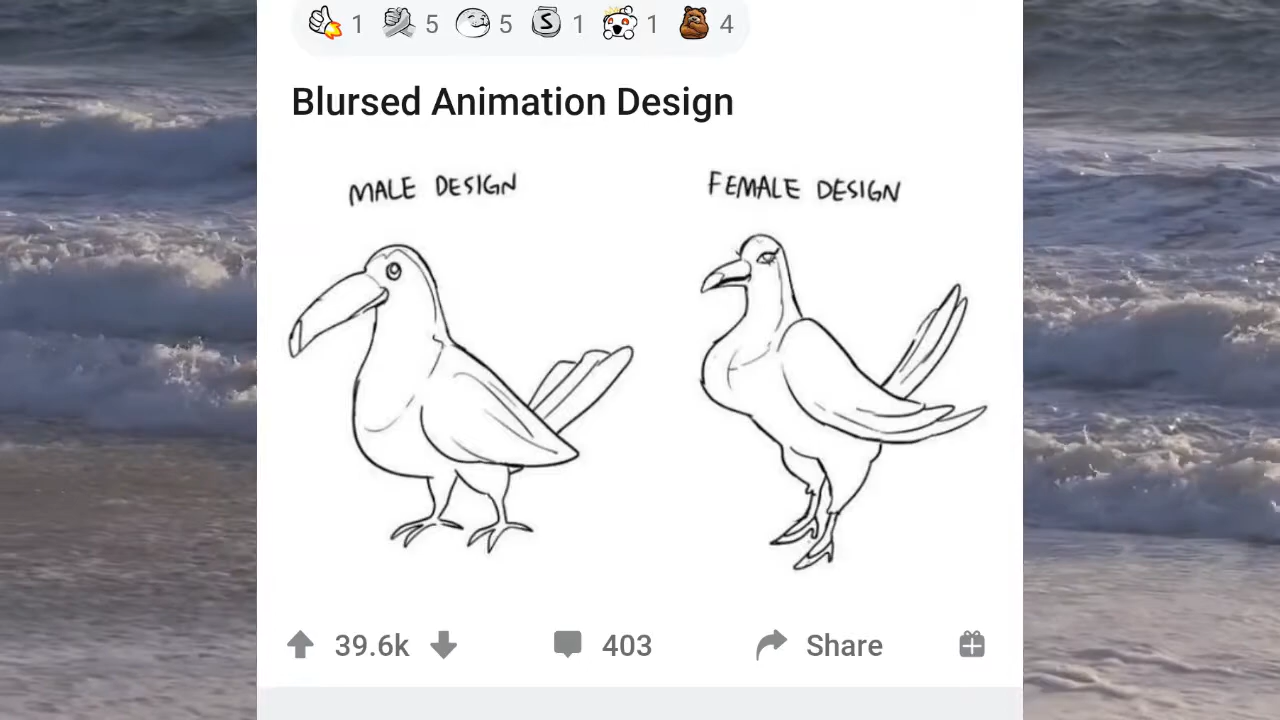 1 5 5 S 1 1 4
Blursed Animation Design
MALE DESIGN FEMALE DESIGN
39.6k 403 Share